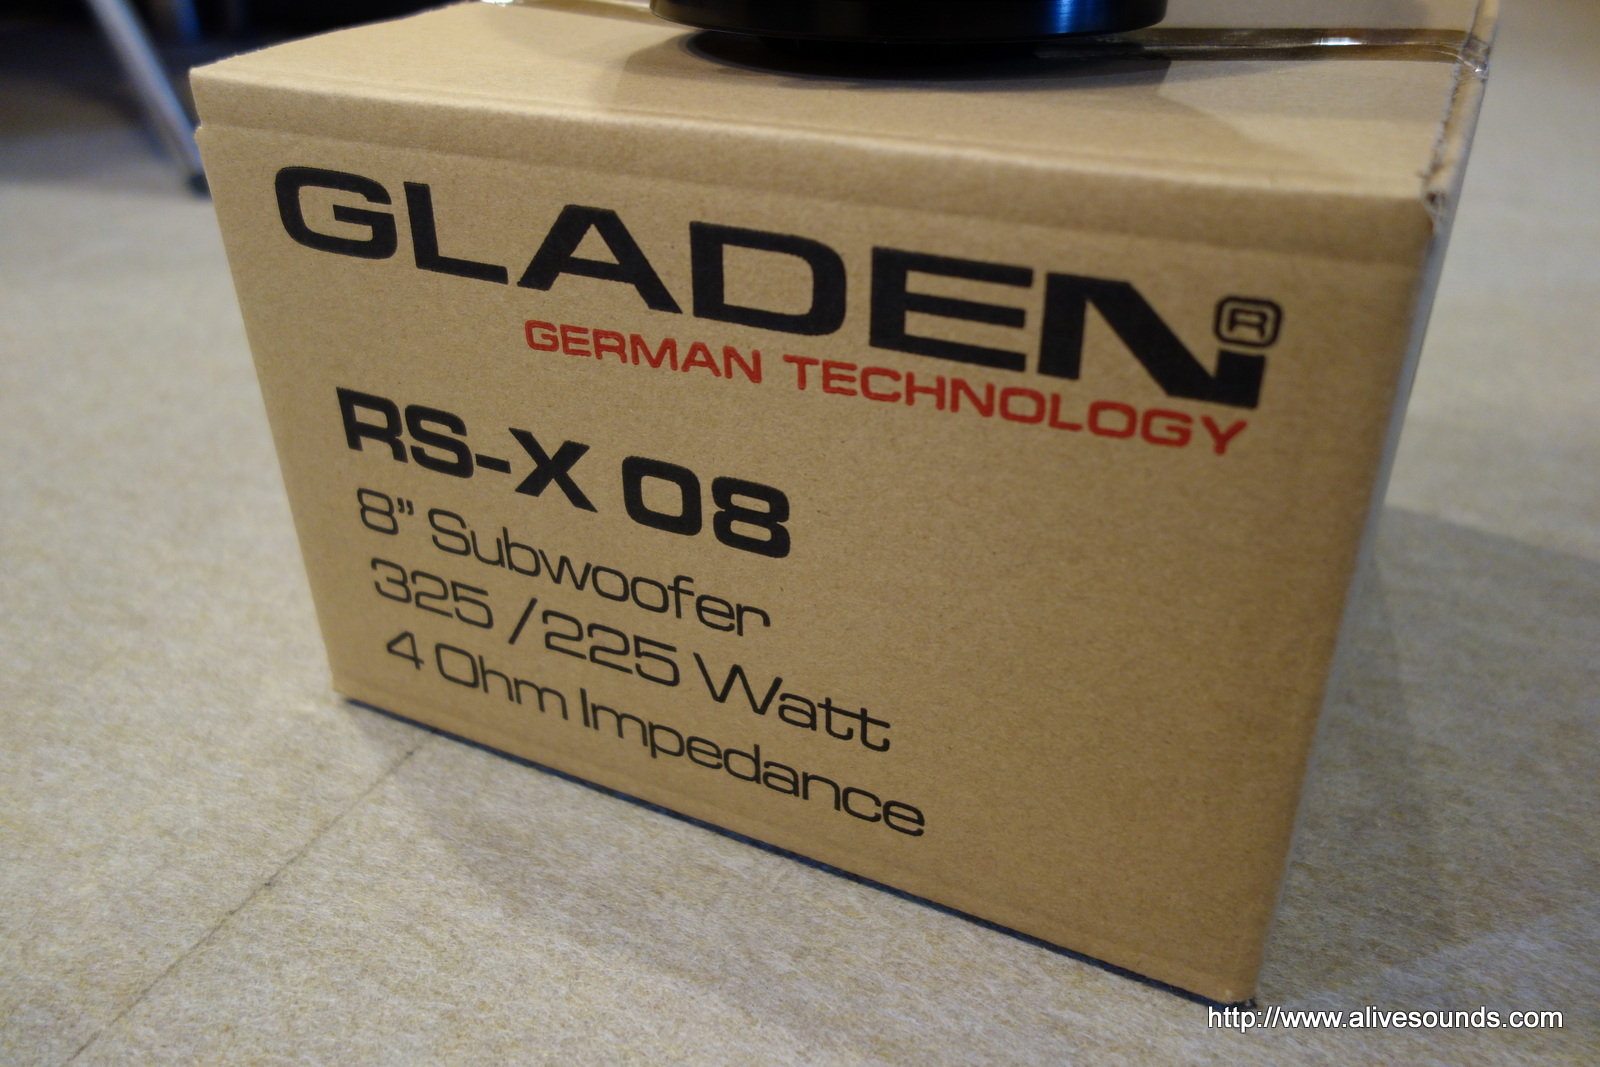 GLADEN®
GERMAN TECHNOLOGY
RS-X 08
8” Subwoofer
325 / 225 Watt
4 Ohm Impedance
http://www.alivesounds.com